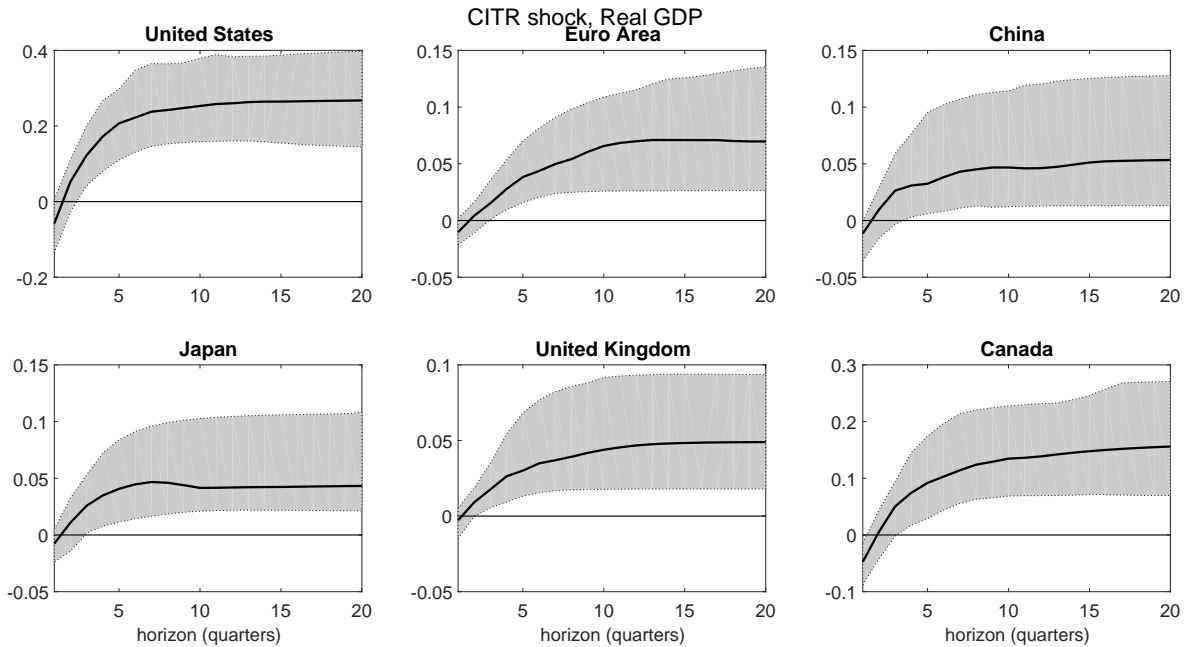 CITR shock, Real GDP
United States
0.4
0.2
0
-0.2
5 10 15 20
Euro Area
0.15
0.1
0.05
0
-0.05
5 10 15 20
China
0.15
0.1
0.05
0
-0.05
5 10 15 20
Japan
0.15
0.1
0.05
0
-0.05
5 10 15 20
horizon (quarters)
United Kingdom
0.1
0.05
0
-0.05
5 10 15 20
horizon (quarters)
Canada
0.3
0.2
0.1
0
-0.1
5 10 15 20
horizon (quarters)